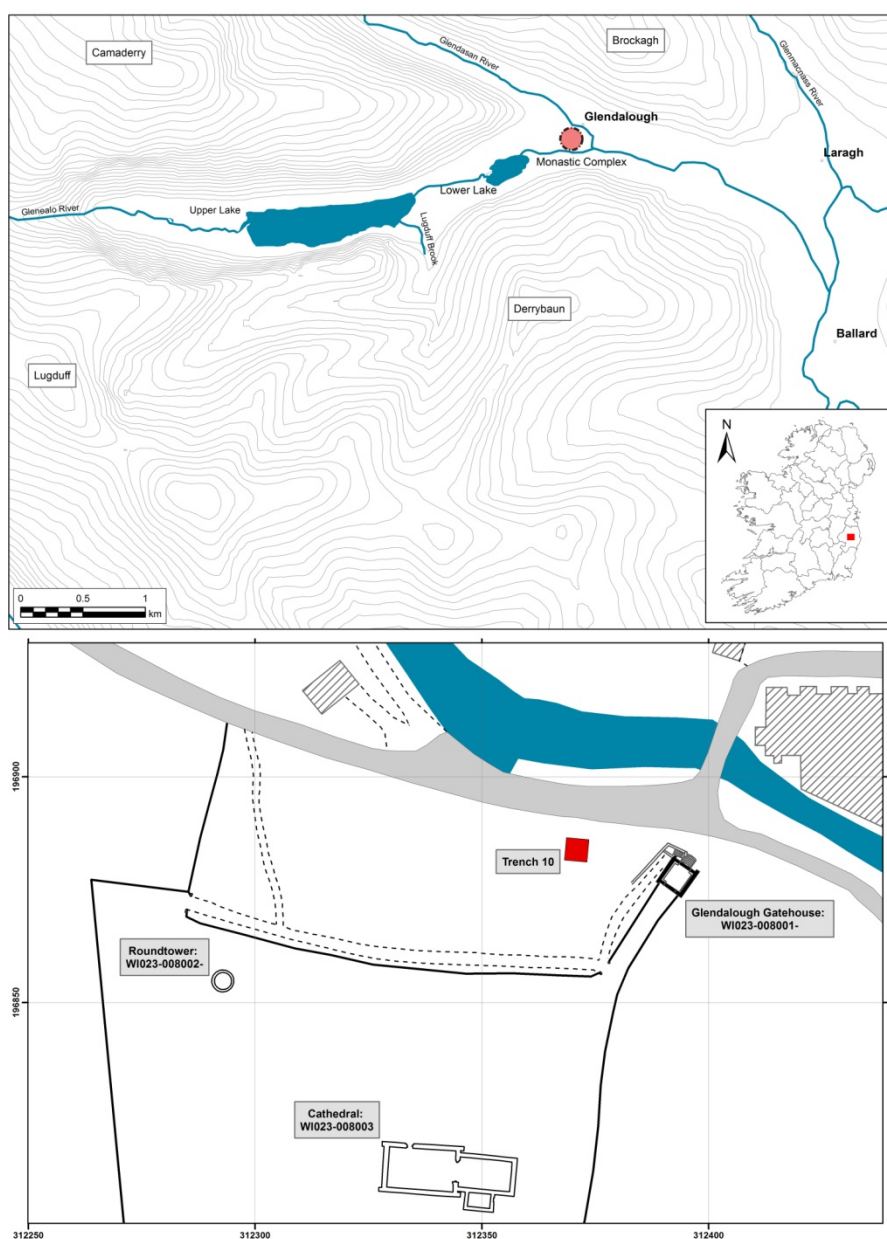 Camaderry
Brockagh
Glendasan River
Glenmacnass River
Glendalough
Monastic Complex
Laragh
Lower Lake
Upper Lake
Glenealo River
Lugduff Brook
Derrybaun
Ballard
Lugduff
N
0 0.5 1
km
196900
Trench 10
Glendalough Gatehouse:
WI023-008001-
Roundtower:
WI023-008002-
196850
Cathedral:
WI023-008003
312250 312300 312350 312400